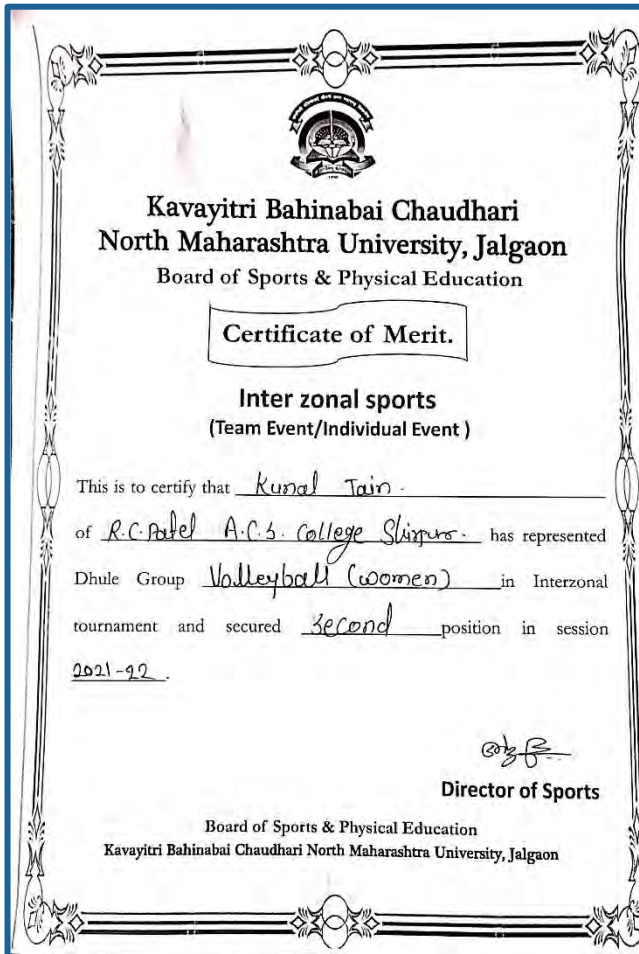 Kavayitri Bahinabai Chaudhari
North Maharashtra University, Jalgaon
Board of Sports & Physical Education
Certificate of Merit.
Inter zonal sports
(Team Event/Individual Event )
This is to certify that Kunal Jain.
of R.C.Patel A.C.S. College Shirpur. has represented
Dhule Group Volleyball (women) in Interzonal
tournament and secured Second position in session
2021-22.
Director of Sports
Board of Sports & Physical Education
Kavayitri Bahinabai Chaudhari North Maharashtra University, Jalgaon